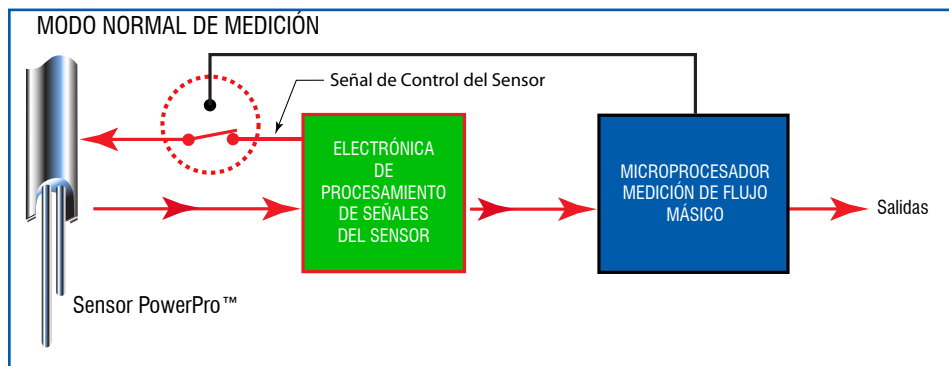 MODO NORMAL DE MEDICIÓN
Señal de Control del Sensor
ELECTRÓNICA
DE
PROCESAMIENTO
DE SEÑALES
DEL SENSOR
MICROPROCESADOR
MEDICIÓN DE FLUJO
MÁSICO
Salidas
Sensor PowerPro™